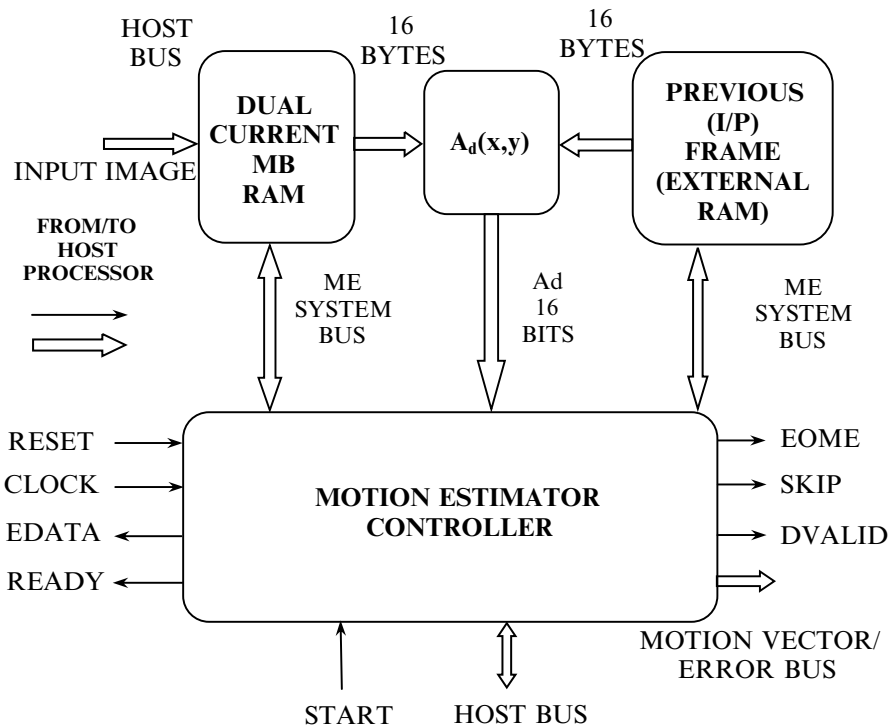 HOST
BUS
16
BYTES
16
BYTES
DUAL
CURRENT
MB
RAM
A_d(x,y)
PREVIOUS
(I/P)
FRAME
(EXTERNAL
RAM)
INPUT IMAGE
FROM/TO
HOST
PROCESSOR
ME
SYSTEM
BUS
Ad
16
BITS
ME
SYSTEM
BUS
RESET
CLOCK
EDATA
READY
MOTION ESTIMATOR
CONTROLLER
EOME
SKIP
DVALID
MOTION VECTOR/
ERROR BUS
START
HOST BUS